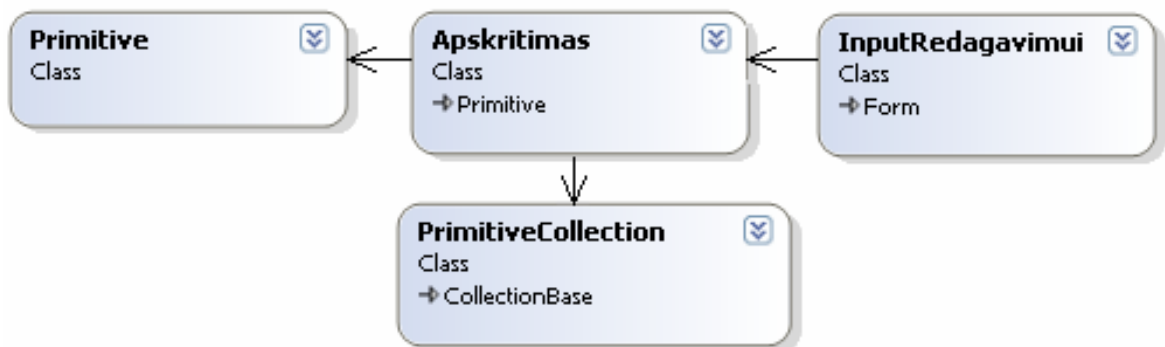 Primitive
Class
Apskritimas
Class
Primitive
InputRedagavimui
Class
Form
PrimitiveCollection
Class
CollectionBase